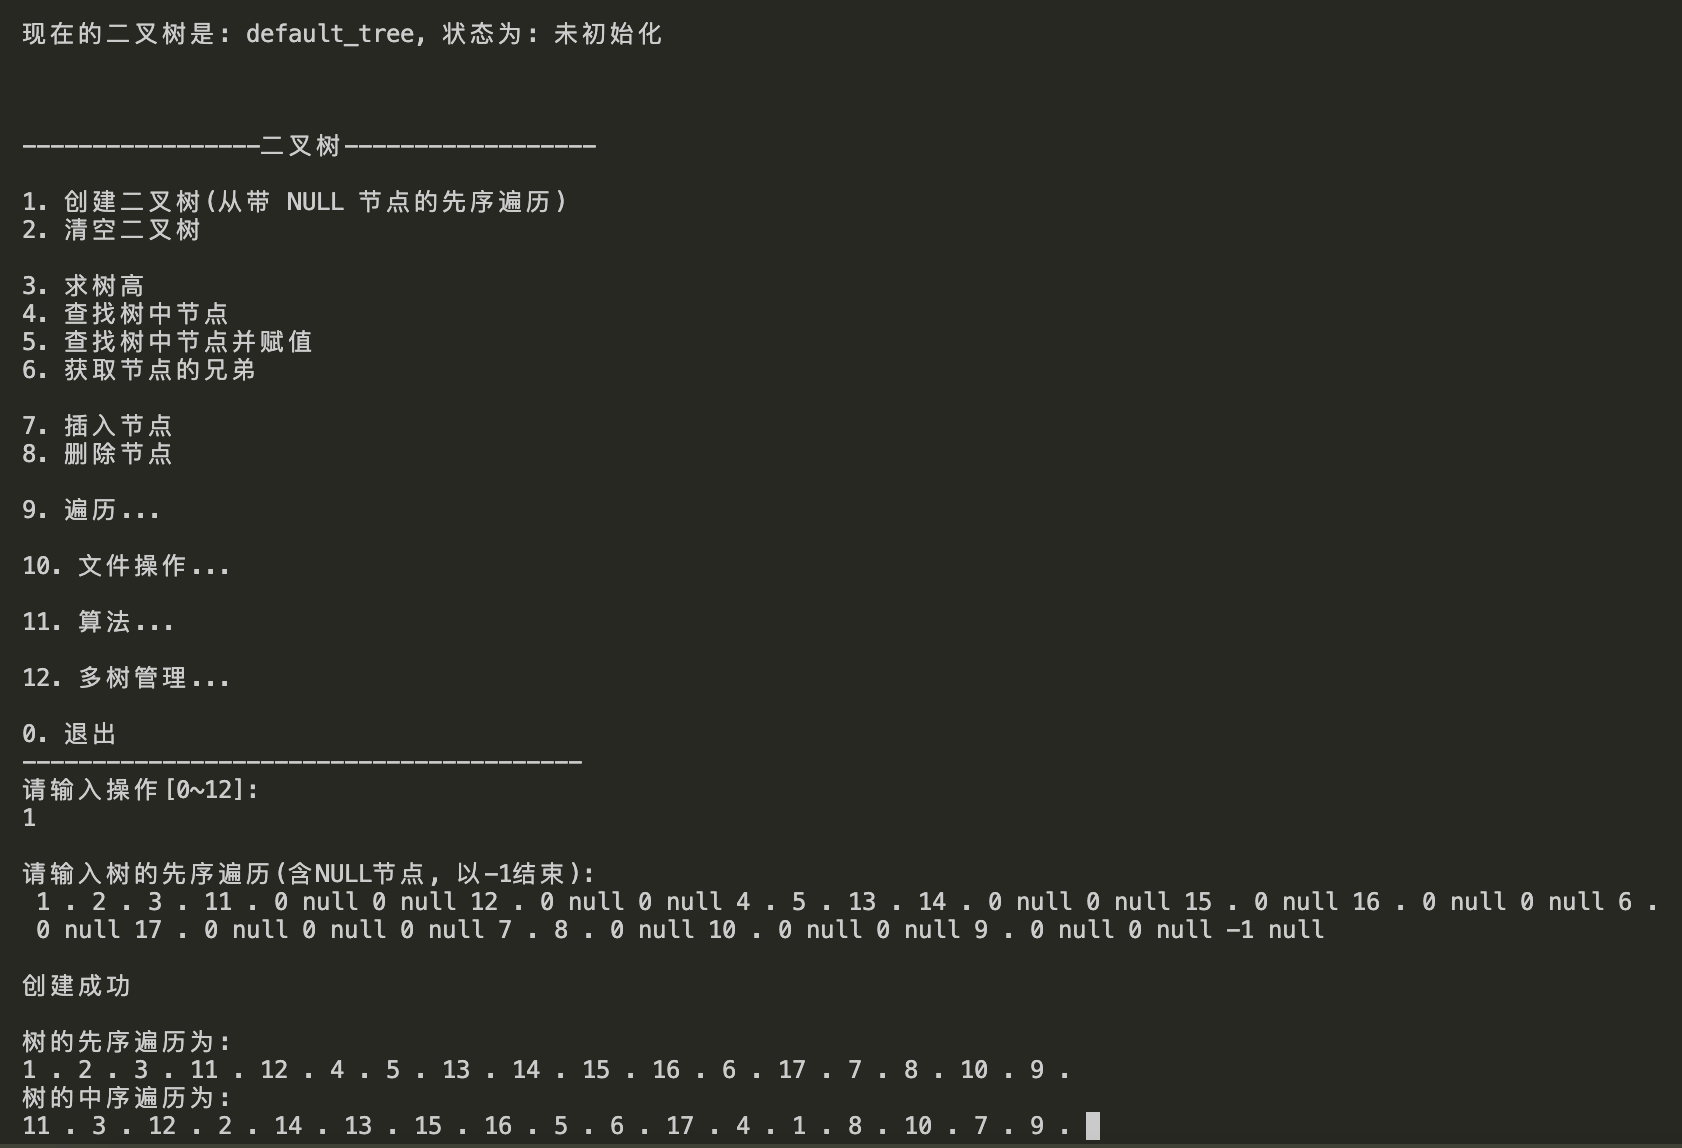 现在的二叉树是: default_tree, 状态为: 未初始化
-----------------二叉树------------------
1. 创建二叉树(从带 NULL 节点的先序遍历)
2. 清空二叉树
3. 求树高
4. 查找树中节点
5. 查找树中节点并赋值
6. 获取节点的兄弟
7. 插入节点
8. 删除节点
9. 遍历...
10. 文件操作...
11. 算法...
12. 多树管理...
0. 退出
----------------------------------------
请输入操作[0~12]:
1
请输入树的先序遍历(含NULL节点, 以-1结束):
1 . 2 . 3 . 11 . 0 null 0 null 12 . 0 null 0 null 4 . 5 . 13 . 14 . 0 null 0 null 15 . 0 null 16 . 0 null 0 null 6 .
0 null 17 . 0 null 0 null 0 null 7 . 8 . 0 null 10 . 0 null 0 null 9 . 0 null 0 null -1 null
创建成功
树的先序遍历为:
1 . 2 . 3 . 11 . 12 . 4 . 5 . 13 . 14 . 15 . 16 . 6 . 17 . 7 . 8 . 10 . 9 .
树的中序遍历为:
11 . 3 . 12 . 2 . 14 . 13 . 15 . 16 . 5 . 6 . 17 . 4 . 1 . 8 . 10 . 7 . 9 .